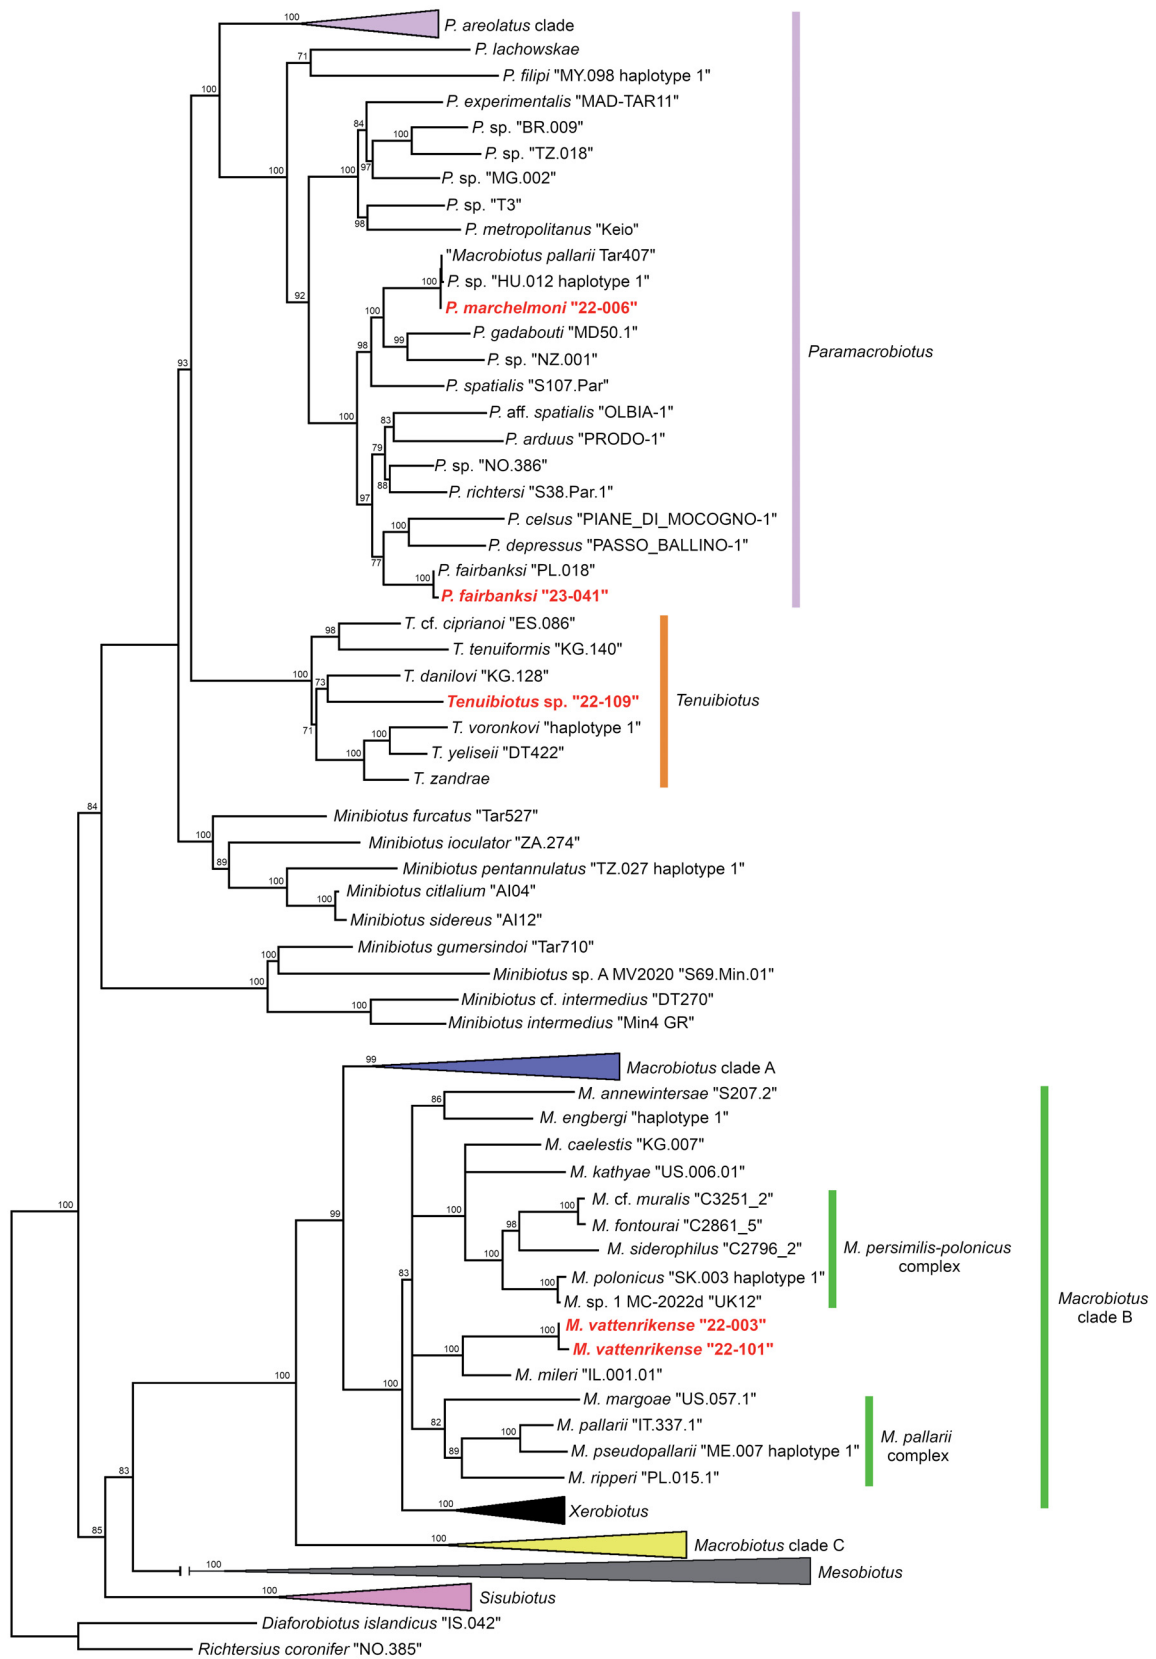 100
P. areolatus clade
P. lachowskae
71
P. filipi "MY.098 haplotype 1"
100
P. experimentalis "MAD-TAR11"
84
P. sp. "BR.009"
100
P. sp. "TZ.018"
97
100
100
P. sp. "MG.002"
P. sp. "T3"
98
P. metropolitanus "Keio"
"Macrobiotus pallarii Tar407"
100
P. sp. "HU.012 haplotype 1"
92
P. marchelmoni "22-006"
100
P. gadabouti "MD50.1"
99
98
P. sp. "NZ.001"
Paramacrobiotus
93
P. spatialis "S107.Par"
P. aff. spatialis "OLBIA-1"
83
100
P. arduus "PRODO-1"
79
P. sp. "NO.386"
88
P. richtersi "S38.Par.1"
97
P. celsus "PIANE_DI_MOCOGNO-1"
100
P. depressus "PASSO_BALLINO-1"
77
P. fairbanksi "PL.018"
100
P. fairbanksi "23-041"
T. cf. ciprianoi "ES.086"
98
T. tenuiformis "KG.140"
100
T. danilovi "KG.128"
73
Tenuibiotus sp. "22-109"
Tenuibiotus
71
T. voronkovi "haplotype 1"
100
T. yeliseii "DT422"
100
T. zandrae
84
Minibiotus furcatus "Tar527"
100
Minibiotus ioculator "ZA.274"
89
Minibiotus pentannulatus "TZ.027 haplotype 1"
100
Minibiotus citlalium "AI04"
100
Minibiotus sidereus "AI12"
Minibiotus gumersindoi "Tar710"
100
Minibiotus sp. A MV2020 "S69.Min.01"
100
Minibiotus cf. intermedius "DT270"
100
Minibiotus intermedius "Min4 GR"
99
Macrobiotus clade A
M. annewintersae "S207.2"
86
M. engbergi "haplotype 1"
M. caelestis "KG.007"
M. kathyae "US.006.01"
M. cf. muralis "C3251_2"
100
100
99
100
M. fontourai "C2861_5"
98
M. siderophilus "C2796_2"
M. persimilis-polonicus
complex
100
83
M. polonicus "SK.003 haplotype 1"
100
M. sp. 1 MC-2022d "UK12"
Macrobiotus
clade B
M. vattenrikense "22-003"
100
M. vattenrikense "22-101"
100
M. mileri "IL.001.01"
100
100
M. margoae "US.057.1"
82
M. pallarii "IT.337.1"
100
M. pseudopallarii "ME.007 haplotype 1"
89
M. pallarii
complex
M. ripperi "PL.015.1"
83
100
Xerobiotus
85
100
Macrobiotus clade C
100
Mesobiotus
100
Sisubiotus
Diaforobiotus islandicus "IS.042"
Richtersius coronifer "NO.385"